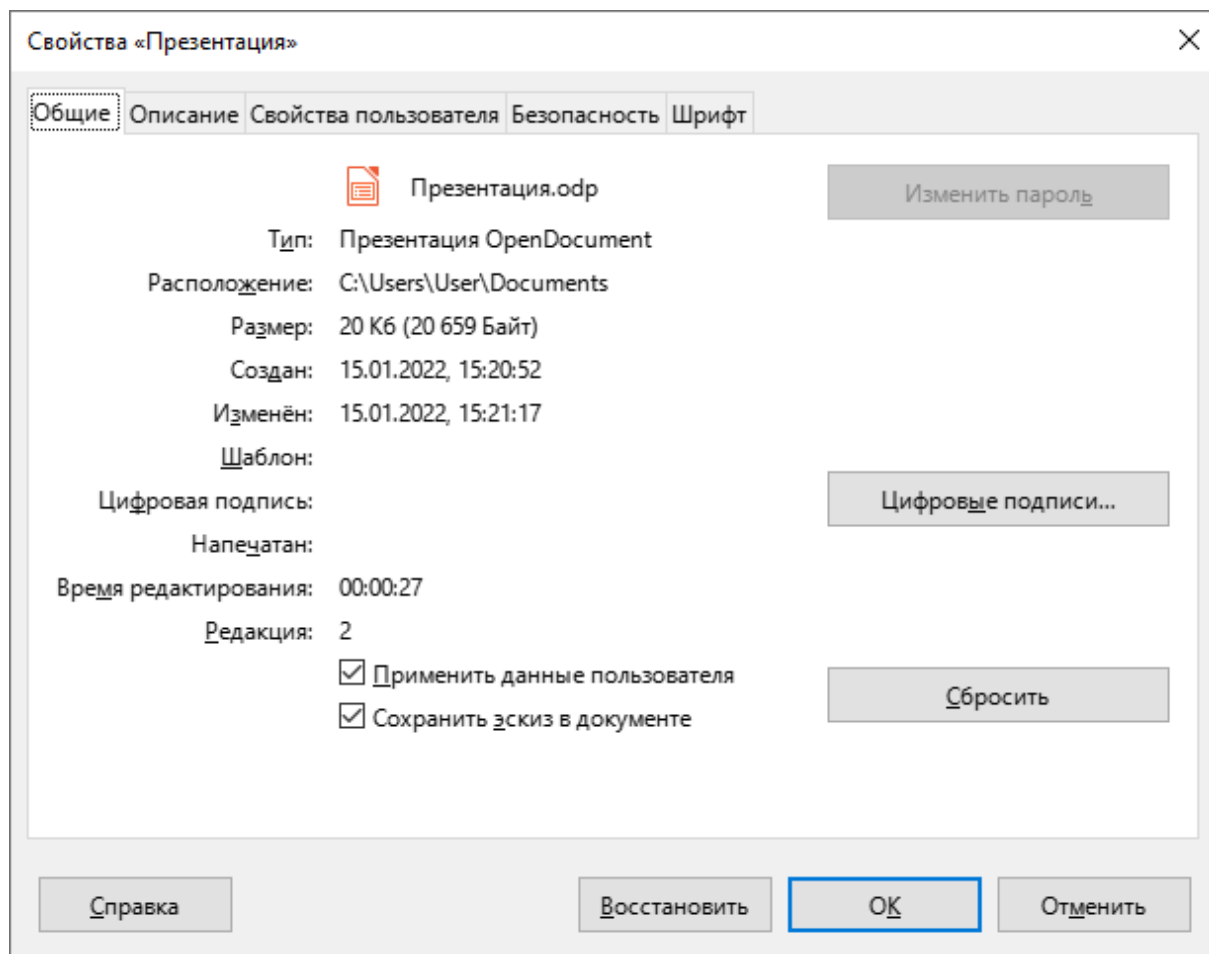 Свойства «Презентация»
Общие Описание Свойства пользователя Безопасность Шрифт
Презентация.odp Изменить пароль
Тип: Презентация OpenDocument
Расположение: C:\Users\User\Documents
Размер: 20 Кб (20 659 Байт)
Создан: 15.01.2022, 15:20:52
Изменён: 15.01.2022, 15:21:17
Шаблон:
Цифровая подпись: Цифровые подписи...
Напечатан:
Время редактирования: 00:00:27
Редакция: 2
Применить данные пользователя Сбросить
Сохранить эскиз в документе
Справка Восстановить ОК Отменить